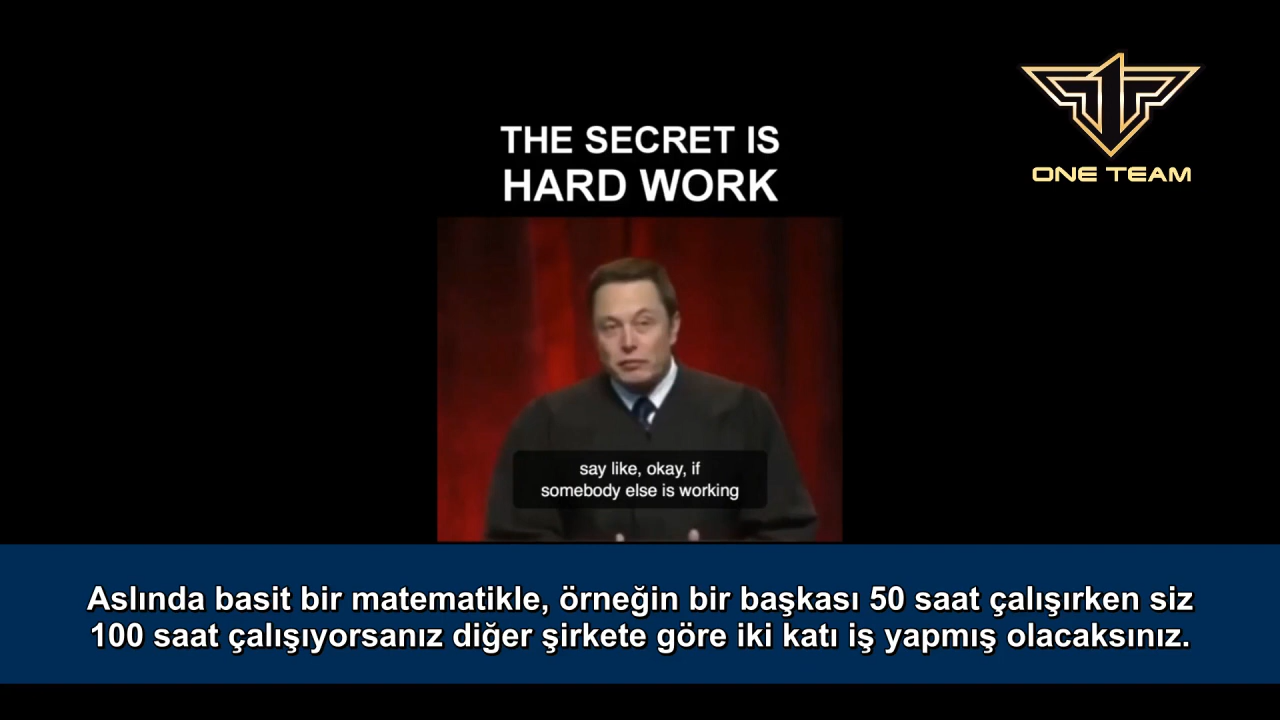 THE SECRET IS
HARD WORK
ONE TEAM
say like, okay, if
somebody else is working
Aslında basit bir matematikle, örneğin bir başkası 50 saat çalışırken siz
100 saat çalışıyorsanız diğer şirkete göre iki katı iş yapmış olacaksınız.